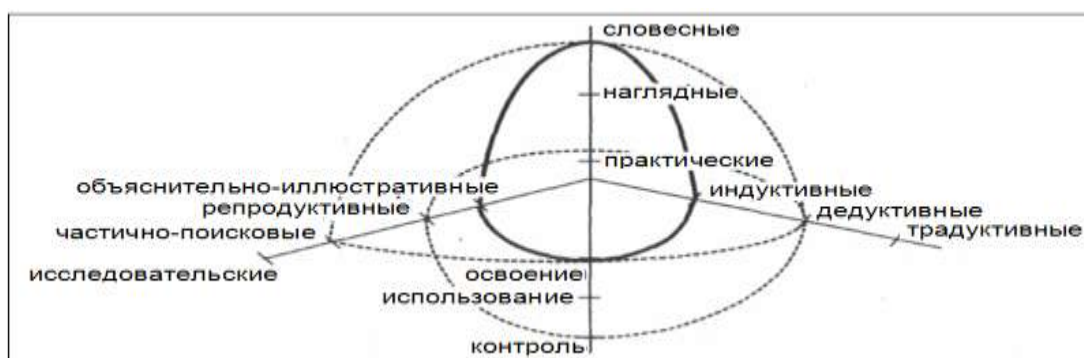 словесные
наглядные
практические
объяснительно-иллюстративные
индуктивные
репродуктивные
дедуктивные
частично-поисковые
традуктивные
исследовательские
освоение
использование
контроль